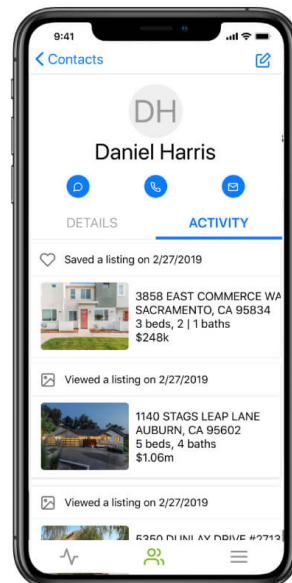 9:41
Contacts
DH
Daniel Harris
DETAILS
ACTIVITY
Saved a listing on 2/27/2019
3858 EAST COMMERCE WA
SACRAMENTO, CA 95834
3 beds, 2 | 1 baths
$248k
Viewed a listing on 2/27/2019
1140 STAGS LEAP LANE
AUBURN, CA 95602
5 beds, 4 baths
$1.06m
Viewed a listing on 2/27/2019
5350 DUNLAY DRIVE #2713